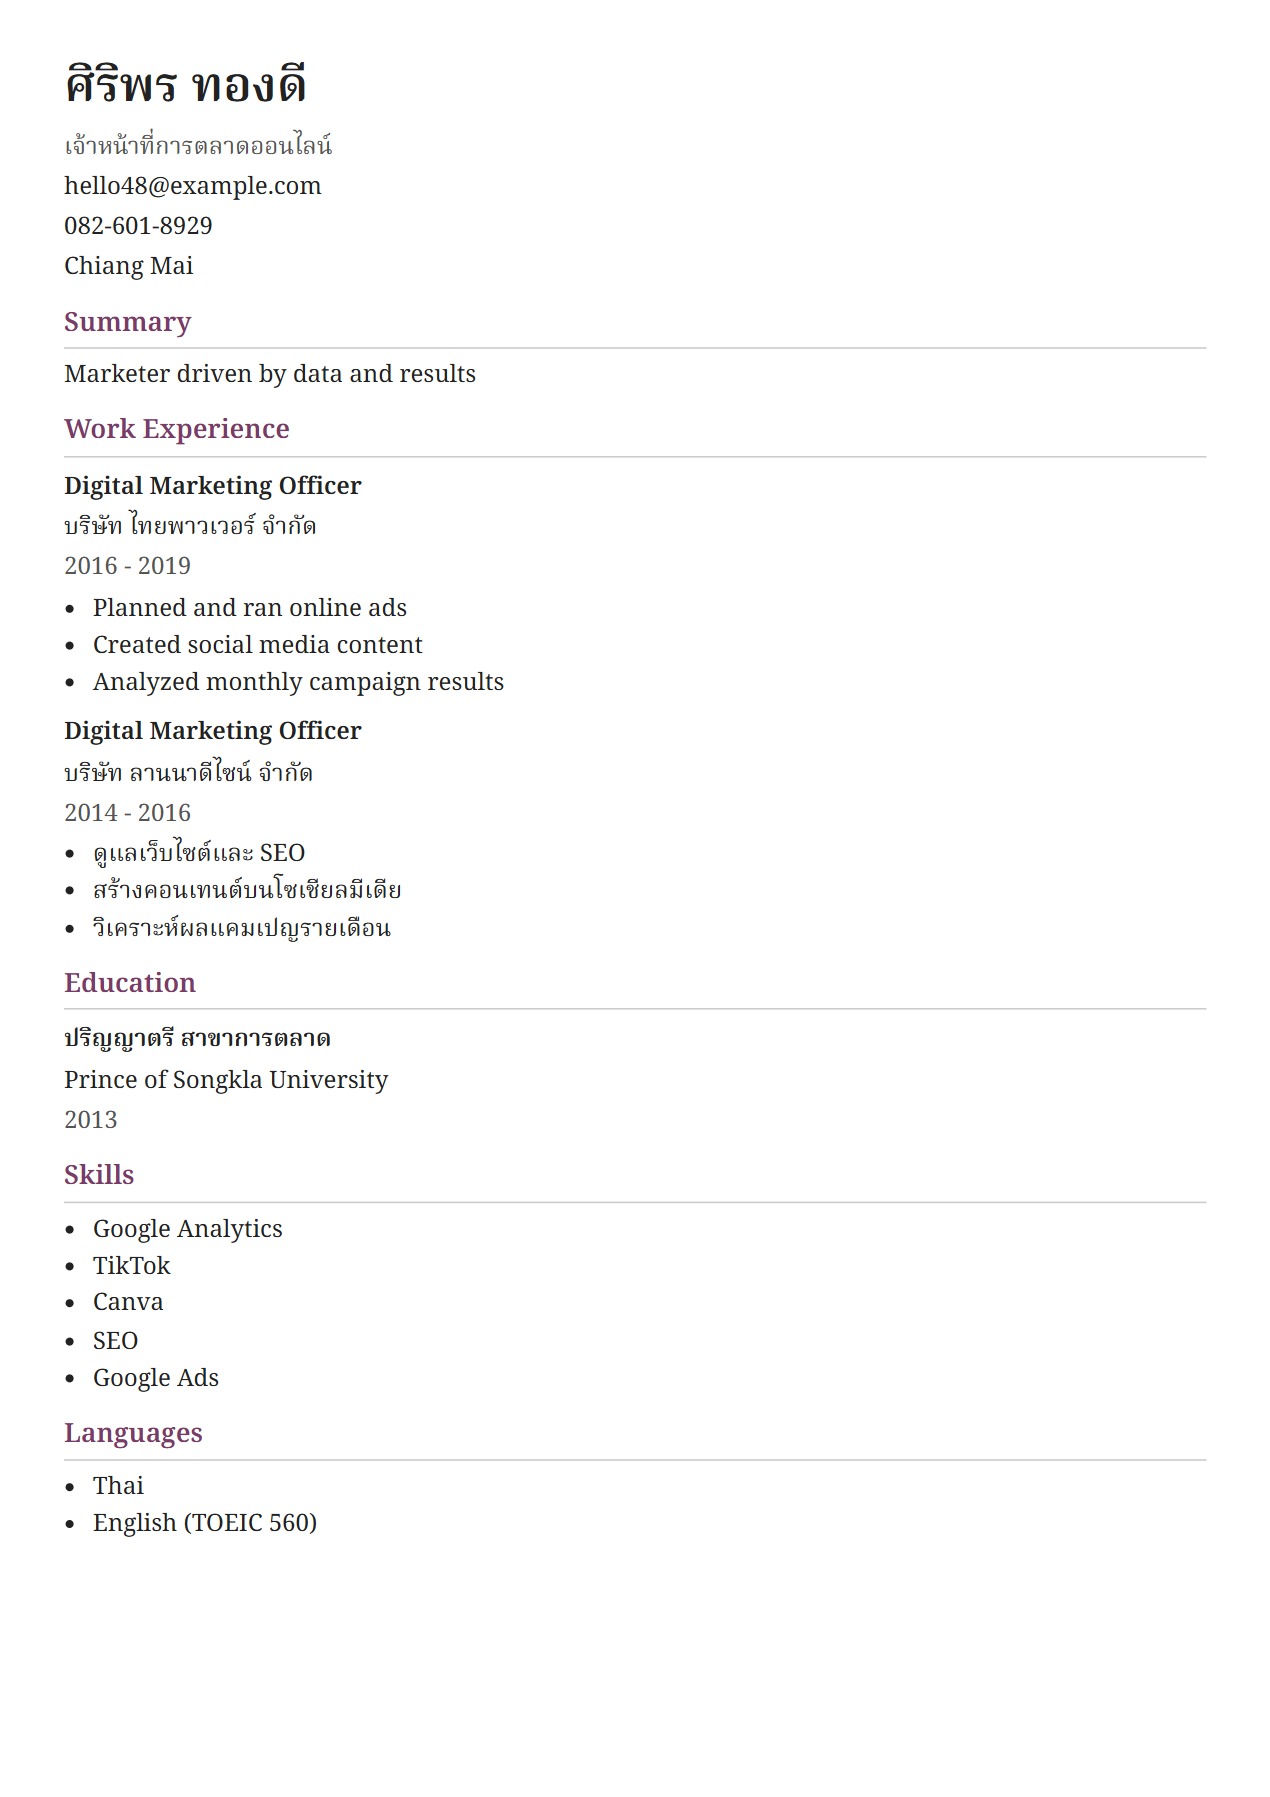 ศิริพร ทองดี
เจ้าหน้าที่การตลาดออนไลน์
hello48@example.com
082-601-8929
Chiang Mai
Summary
Marketer driven by data and results
Work Experience
Digital Marketing Officer
บริษัท ไทยพาวเวอร์ จำกัด
2016 - 2019
• Planned and ran online ads
• Created social media content
• Analyzed monthly campaign results
Digital Marketing Officer
บริษัท ลานนาดีไซน์ จำกัด
2014 - 2016
• ดูแลเว็บไซต์และ SEO
• สร้างคอนเทนต์บนโซเชียลมีเดีย
• วิเคราะห์ผลแคมเปญรายเดือน
Education
ปริญญาตรี สาขาการตลาด
Prince of Songkla University
2013
Skills
• Google Analytics
• TikTok
• Canva
• SEO
• Google Ads
Languages
• Thai
• English (TOEIC 560)